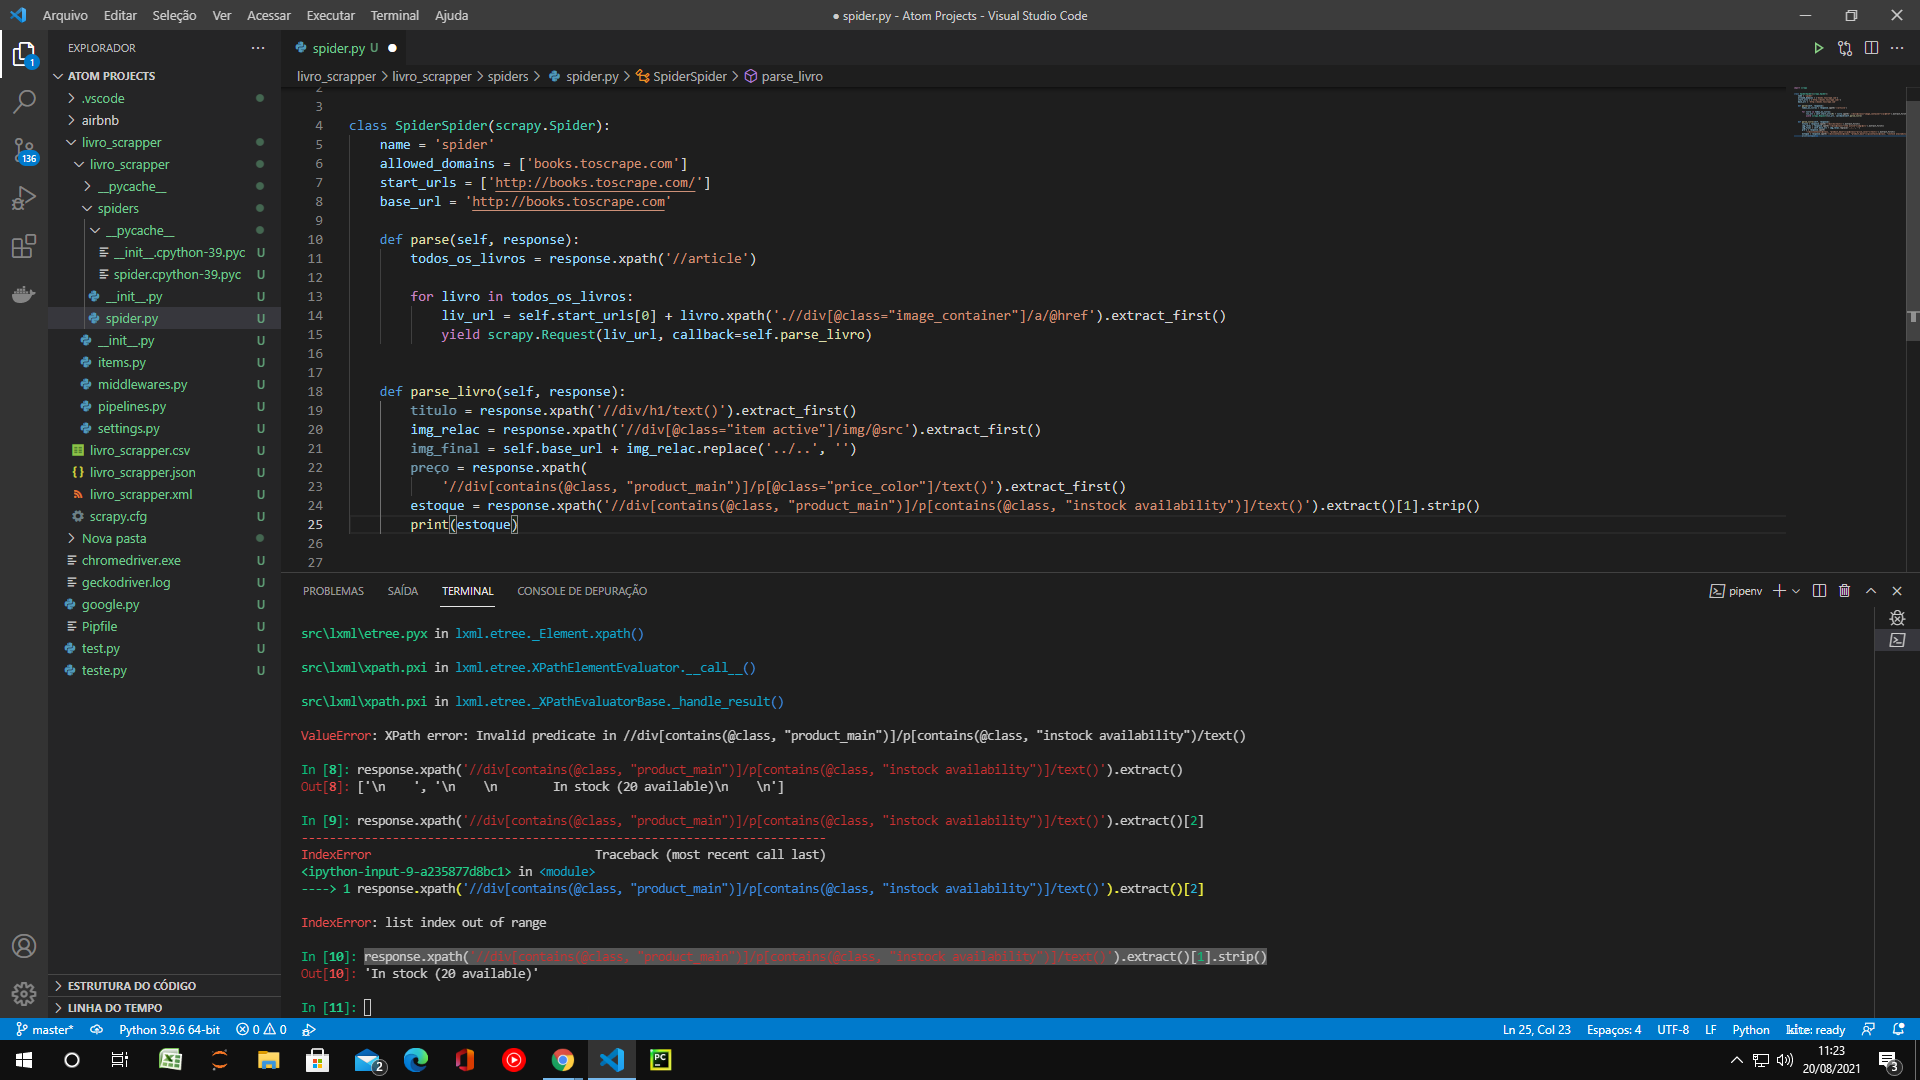 Arquivo Editar Seleção Ver Acessar Executar Terminal Ajuda
● spider.py - Atom Projects - Visual Studio Code
EXPLORADOR
ATOM PROJECTS
.vscode
airbnb
livro_scrapper
livro_scrapper
__pycache__
spiders
__pycache__
__init__.cpython-39.pyc U
spider.cpython-39.pyc U
__init__.py U
spider.py U
__init__.py U
items.py U
middlewares.py U
pipelines.py U
settings.py U
livro_scrapper.csv U
livro_scrapper.json U
livro_scrapper.xml U
scrapy.cfg U
Nova pasta
chromedriver.exe U
geckodriver.log U
google.py U
Pipfile U
test.py U
teste.py U
ESTRUTURA DO CÓDIGO
LINHA DO TEMPO
1
136
spider.py U ●
livro_scrapper > livro_scrapper > spiders > spider.py > SpiderSpider > parse_livro
2
3
4 class SpiderSpider(scrapy.Spider):
5 name = 'spider'
6 allowed_domains = ['books.toscrape.com']
7 start_urls = ['http://books.toscrape.com/']
8 base_url = 'http://books.toscrape.com'
9
10 def parse(self, response):
11 todos_os_livros = response.xpath('//article')
12
13 for livro in todos_os_livros:
14 liv_url = self.start_urls[0] + livro.xpath('.//div[@class="image_container"]/a/@href').extract_first()
15 yield scrapy.Request(liv_url, callback=self.parse_livro)
16
17
18 def parse_livro(self, response):
19 titulo = response.xpath('//div/h1/text()').extract_first()
20 img_relac = response.xpath('//div[@class="item active"]/img/@src').extract_first()
21 img_final = self.base_url + img_relac.replace('../..', '')
22 preço = response.xpath(
23 '//div[contains(@class, "product_main")]/p[@class="price_color"]/text()').extract_first()
24 estoque = response.xpath('//div[contains(@class, "product_main")]/p[contains(@class, "instock availability")]/text()').extract()[1].strip()
25 print(estoque)
26
27
PROBLEMAS SAÍDA TERMINAL CONSOLE DE DEPURAÇÃO
pipenv
src\lxml\etree.pyx in lxml.etree._Element.xpath()
src\lxml\xpath.pxi in lxml.etree.XPathElementEvaluator.__call__()
src\lxml\xpath.pxi in lxml.etree._XPathEvaluatorBase._handle_result()
ValueError: XPath error: Invalid predicate in //div[contains(@class, "product_main")]/p[contains(@class, "instock availability")/text()
In [8]: response.xpath('//div[contains(@class, "product_main")]/p[contains(@class, "instock availability")]/text()').extract()
Out[8]: ['\n    ', '\n    \n        In stock (20 available)\n    \n']
In [9]: response.xpath('//div[contains(@class, "product_main")]/p[contains(@class, "instock availability")]/text()').extract()[2]
---------------------------------------------------------------------------
IndexError                                Traceback (most recent call last)
<ipython-input-9-a235877d8bc1> in <module>
----> 1 response.xpath('//div[contains(@class, "product_main")]/p[contains(@class, "instock availability")]/text()').extract()[2]
IndexError: list index out of range
In [10]: response.xpath('//div[contains(@class, "product_main")]/p[contains(@class, "instock availability")]/text()').extract()[1].strip()
Out[10]: 'In stock (20 available)'
In [11]:
master* Python 3.9.6 64-bit 0 0
Ln 25, Col 23 Espaços: 4 UTF-8 LF Python kite: ready
2
PC
11:23
20/08/2021
3